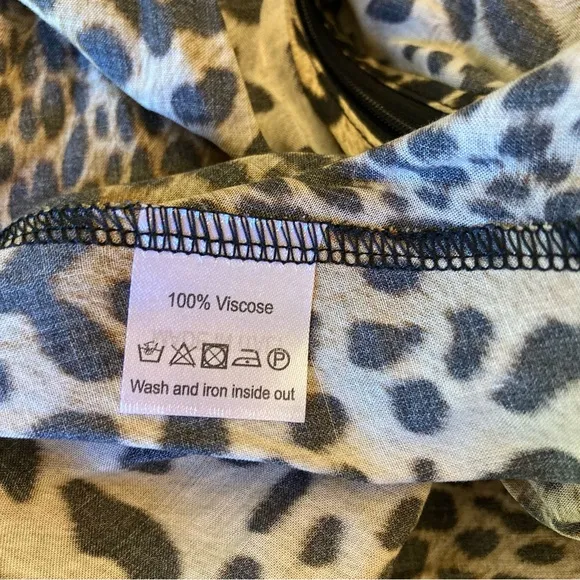 100% Viscose
P
Wash and iron inside out